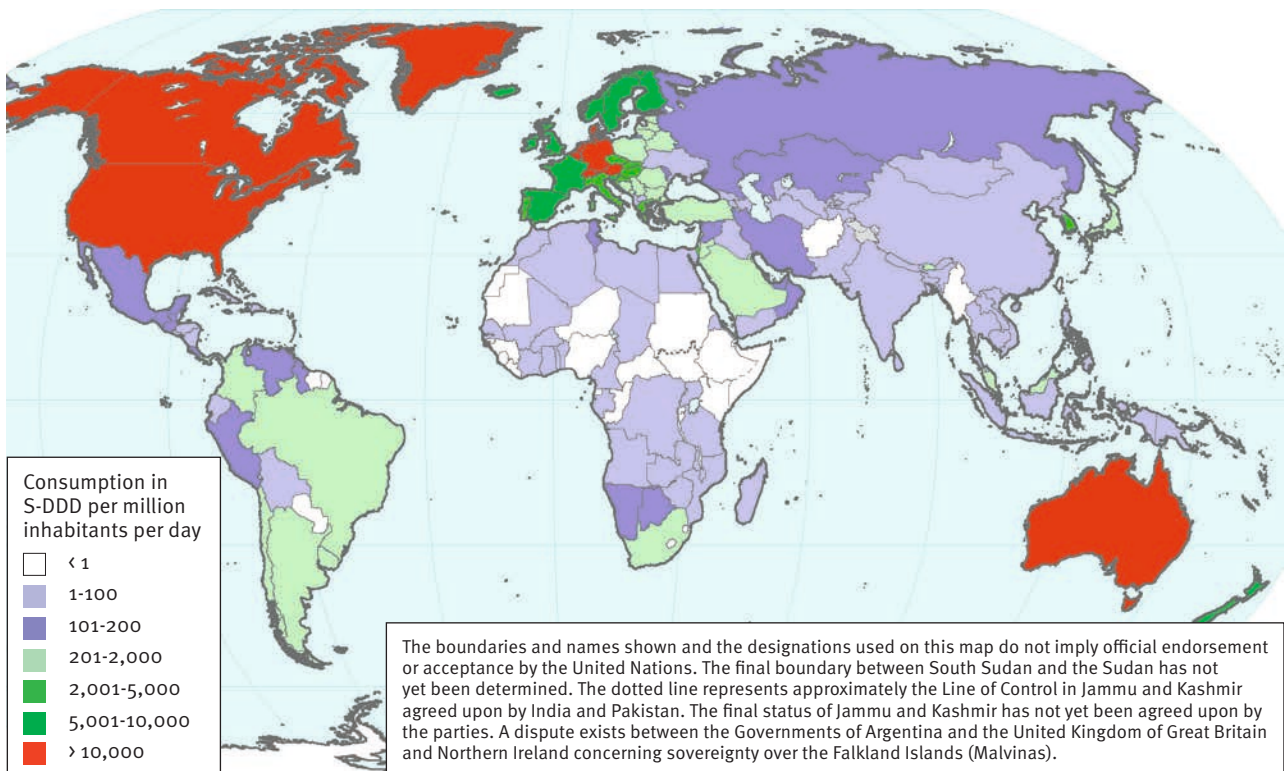 Consumption in
S-DDD per million
inhabitants per day
< 1
1-100
101-200
201-2,000
2,001-5,000
5,001-10,000
> 10,000
The boundaries and names shown and the designations used on this map do not imply official endorsement
or acceptance by the United Nations. The final boundary between South Sudan and the Sudan has not
yet been determined. The dotted line represents approximately the Line of Control in Jammu and Kashmir
agreed upon by India and Pakistan. The final status of Jammu and Kashmir has not yet been agreed upon by
the parties. A dispute exists between the Governments of Argentina and the United Kingdom of Great Britain
and Northern Ireland concerning sovereignty over the Falkland Islands (Malvinas).